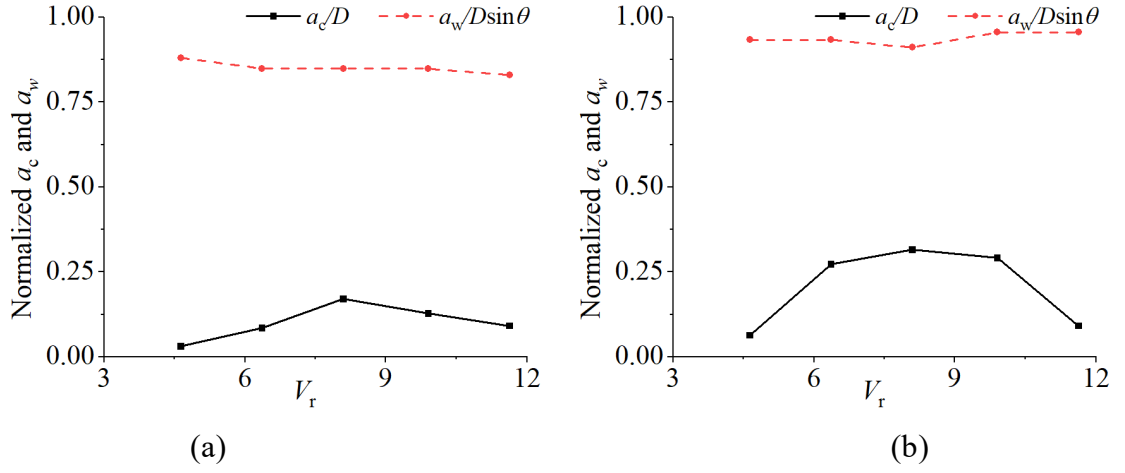 a_c/D a_w/Dsinθ
1.00
0.75
0.50
0.25
0.00
Normalized a_c and a_w
3 6 9 12
V_r
(a)
a_c/D a_w/Dsinθ
1.00
0.75
0.50
0.25
0.00
Normalized a_c and a_w
3 6 9 12
V_r
(b)